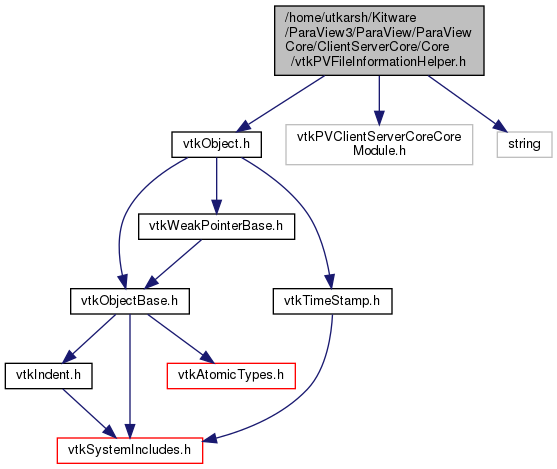 /home/utkarsh/Kitware
/ParaView3/ParaView/ParaView
Core/ClientServerCore/Core
/vtkPVFileInformationHelper.h
vtkObject.h
vtkPVClientServerCoreCore
Module.h
string
vtkWeakPointerBase.h
vtkObjectBase.h
vtkTimeStamp.h
vtkIndent.h
vtkAtomicTypes.h
vtkSystemIncludes.h